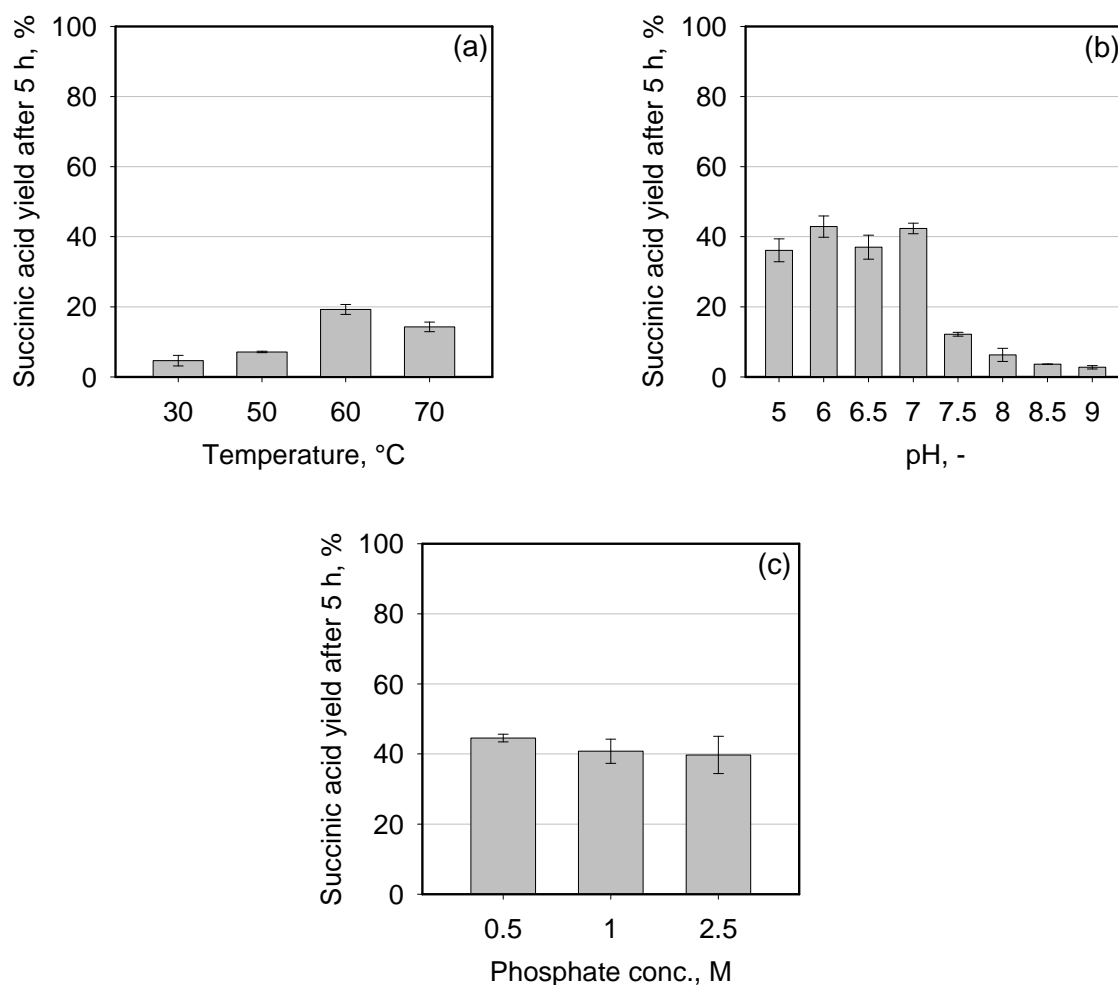 (a)
Succinic acid yield after 5 h, %
100
80
60
40
20
0
30 50 60 70
Temperature, °C
(b)
Succinic acid yield after 5 h, %
100
80
60
40
20
0
5 6 6.5 7 7.5 8 8.5 9
pH, -
(c)
Succinic acid yield after 5 h, %
100
80
60
40
20
0
0.5 1 2.5
Phosphate conc., M